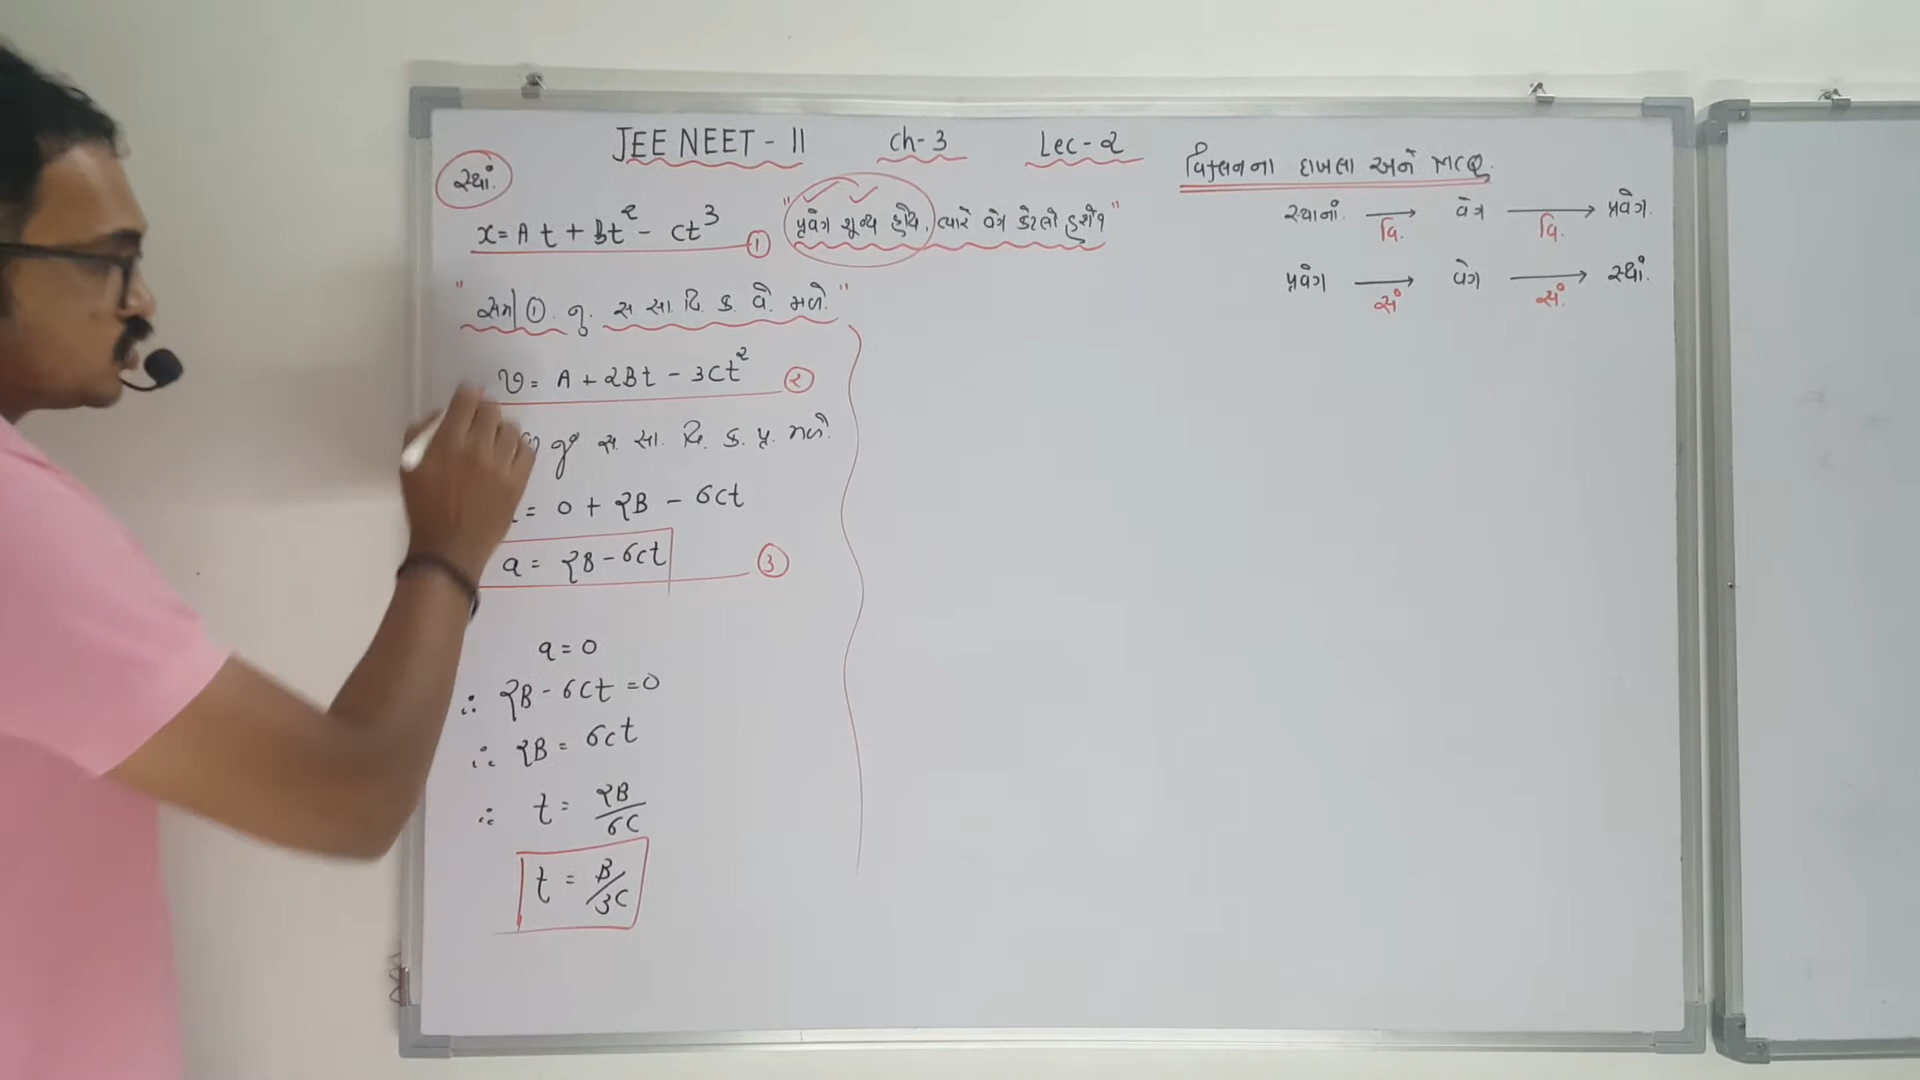 JEE NEET - 11 Ch-3 Lec-2
સ્થાં.
x = At + Bt² - Ct³ ①
"પ્રવેગ શૂન્ય હોય, ત્યારે વેગ કેટલો હશે?"
"સમી ① નુ. સ. સા. વિ. ક. વે. મળે."
v = A + 2Bt - 3Ct² ②
નુ સ. સા. વિ. ક. પ્ર. મળે.
= 0 + 2B - 6Ct
a = 2B - 6Ct ③
a = 0
∴ 2B - 6Ct = 0
∴ 2B = 6Ct
∴ t = 2B/6C
t = B/3C
વિકલનના દાખલા અને MCQ.
સ્થાનાં. → વેગ → પ્રવેગ.
વિ. વિ.
પ્રવેગ → વેગ → સ્થાં.
સં સં.